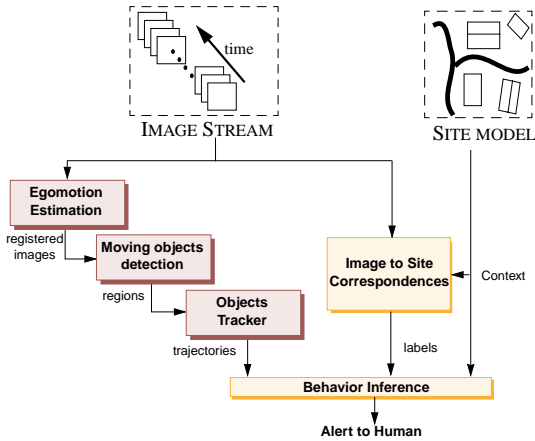 time
IMAGE STREAM
SITE MODEL
Egomotion
Estimation
registered
images
Moving objects
detection
regions
Objects
Tracker
trajectories
Image to Site
Correspondences
Context
labels
Behavior Inference
Alert to Human